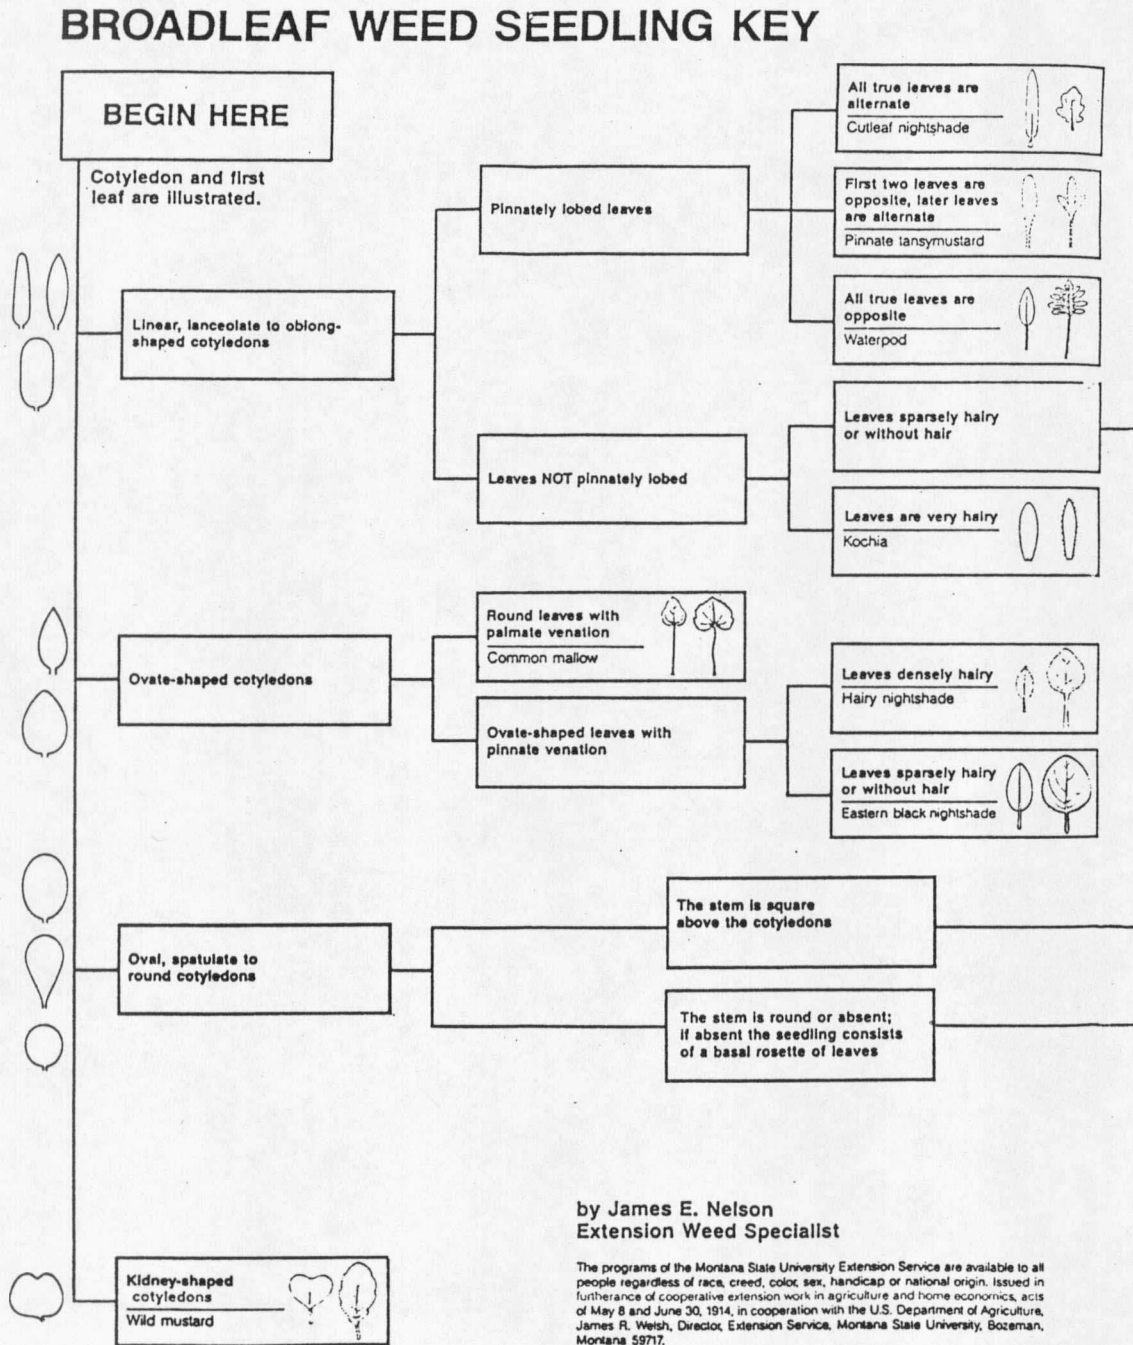 BROADLEAF WEED SEEDLING KEY
BEGIN HERE
Cotyledon and first
leaf are illustrated.
Linear, lanceolate to oblong-
shaped cotyledons
Pinnately lobed leaves
All true leaves are
alternate
Cutleaf nightshade
First two leaves are
opposite, later leaves
are alternate
Pinnate tansymustard
All true leaves are
opposite
Waterpod
Leaves NOT pinnately lobed
Leaves sparsely hairy
or without hair
Leaves are very hairy
Kochia
Ovate-shaped cotyledons
Round leaves with
palmate venation
Common mallow
Ovate-shaped leaves with
pinnate venation
Leaves densely hairy
Hairy nightshade
Leaves sparsely hairy
or without hair
Eastern black nightshade
Oval, spatulate to
round cotyledons
The stem is square
above the cotyledons
The stem is round or absent;
if absent the seedling consists
of a basal rosette of leaves
Kidney-shaped
cotyledons
Wild mustard
by James E. Nelson
Extension Weed Specialist
The programs of the Montana State University Extension Service are available to all
people regardless of race, creed, color, sex, handicap or national origin. Issued in
furtherance of cooperative extension work in agriculture and home economics, acts
of May 8 and June 30, 1914, in cooperation with the U.S. Department of Agriculture,
James R. Welsh, Director, Extension Service, Montana State University, Bozeman,
Montana 59717.